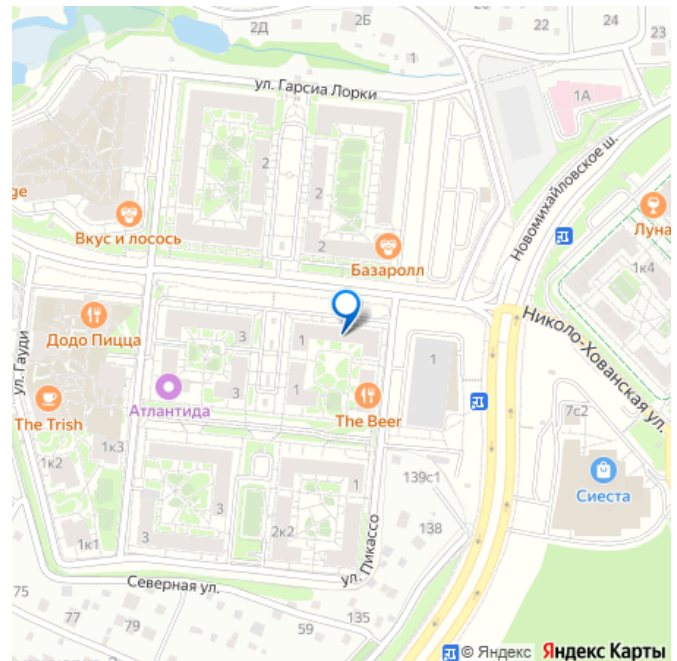 2Д
2Б
22
24
23
1
ул. Гарсиа Лорки
1А
2
2
2
2
Новомихайловское ш.
ge
Вкус и лосось
Базаролл
Луна
1к4
Николо-Хованская ул.
Додо Пицца
ул. Гауди
1
3
1
1
Атлантида
3
The Beer
The Trish
7с2
Сиеста
1к3
1к2
139с1
1
138
1к1
3
3
2к2
ул. Пикассо
Северная ул.
75
77
79
59
135
© Яндекс Яндекс Карты